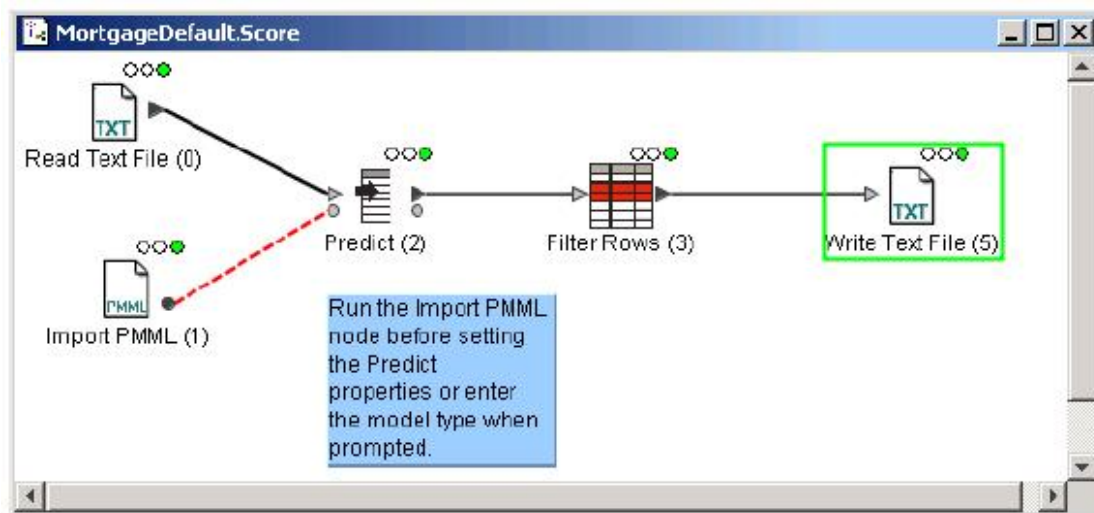 MortgageDefault.Score
TXT
Read Text File (0)
Predict (2)
Filter Rows (3)
TXT
Write Text File (5)
PMML
Import PMML (1)
Run the Import PMML
node before setting
the Predict
properties or enter
the model type when
prompted.